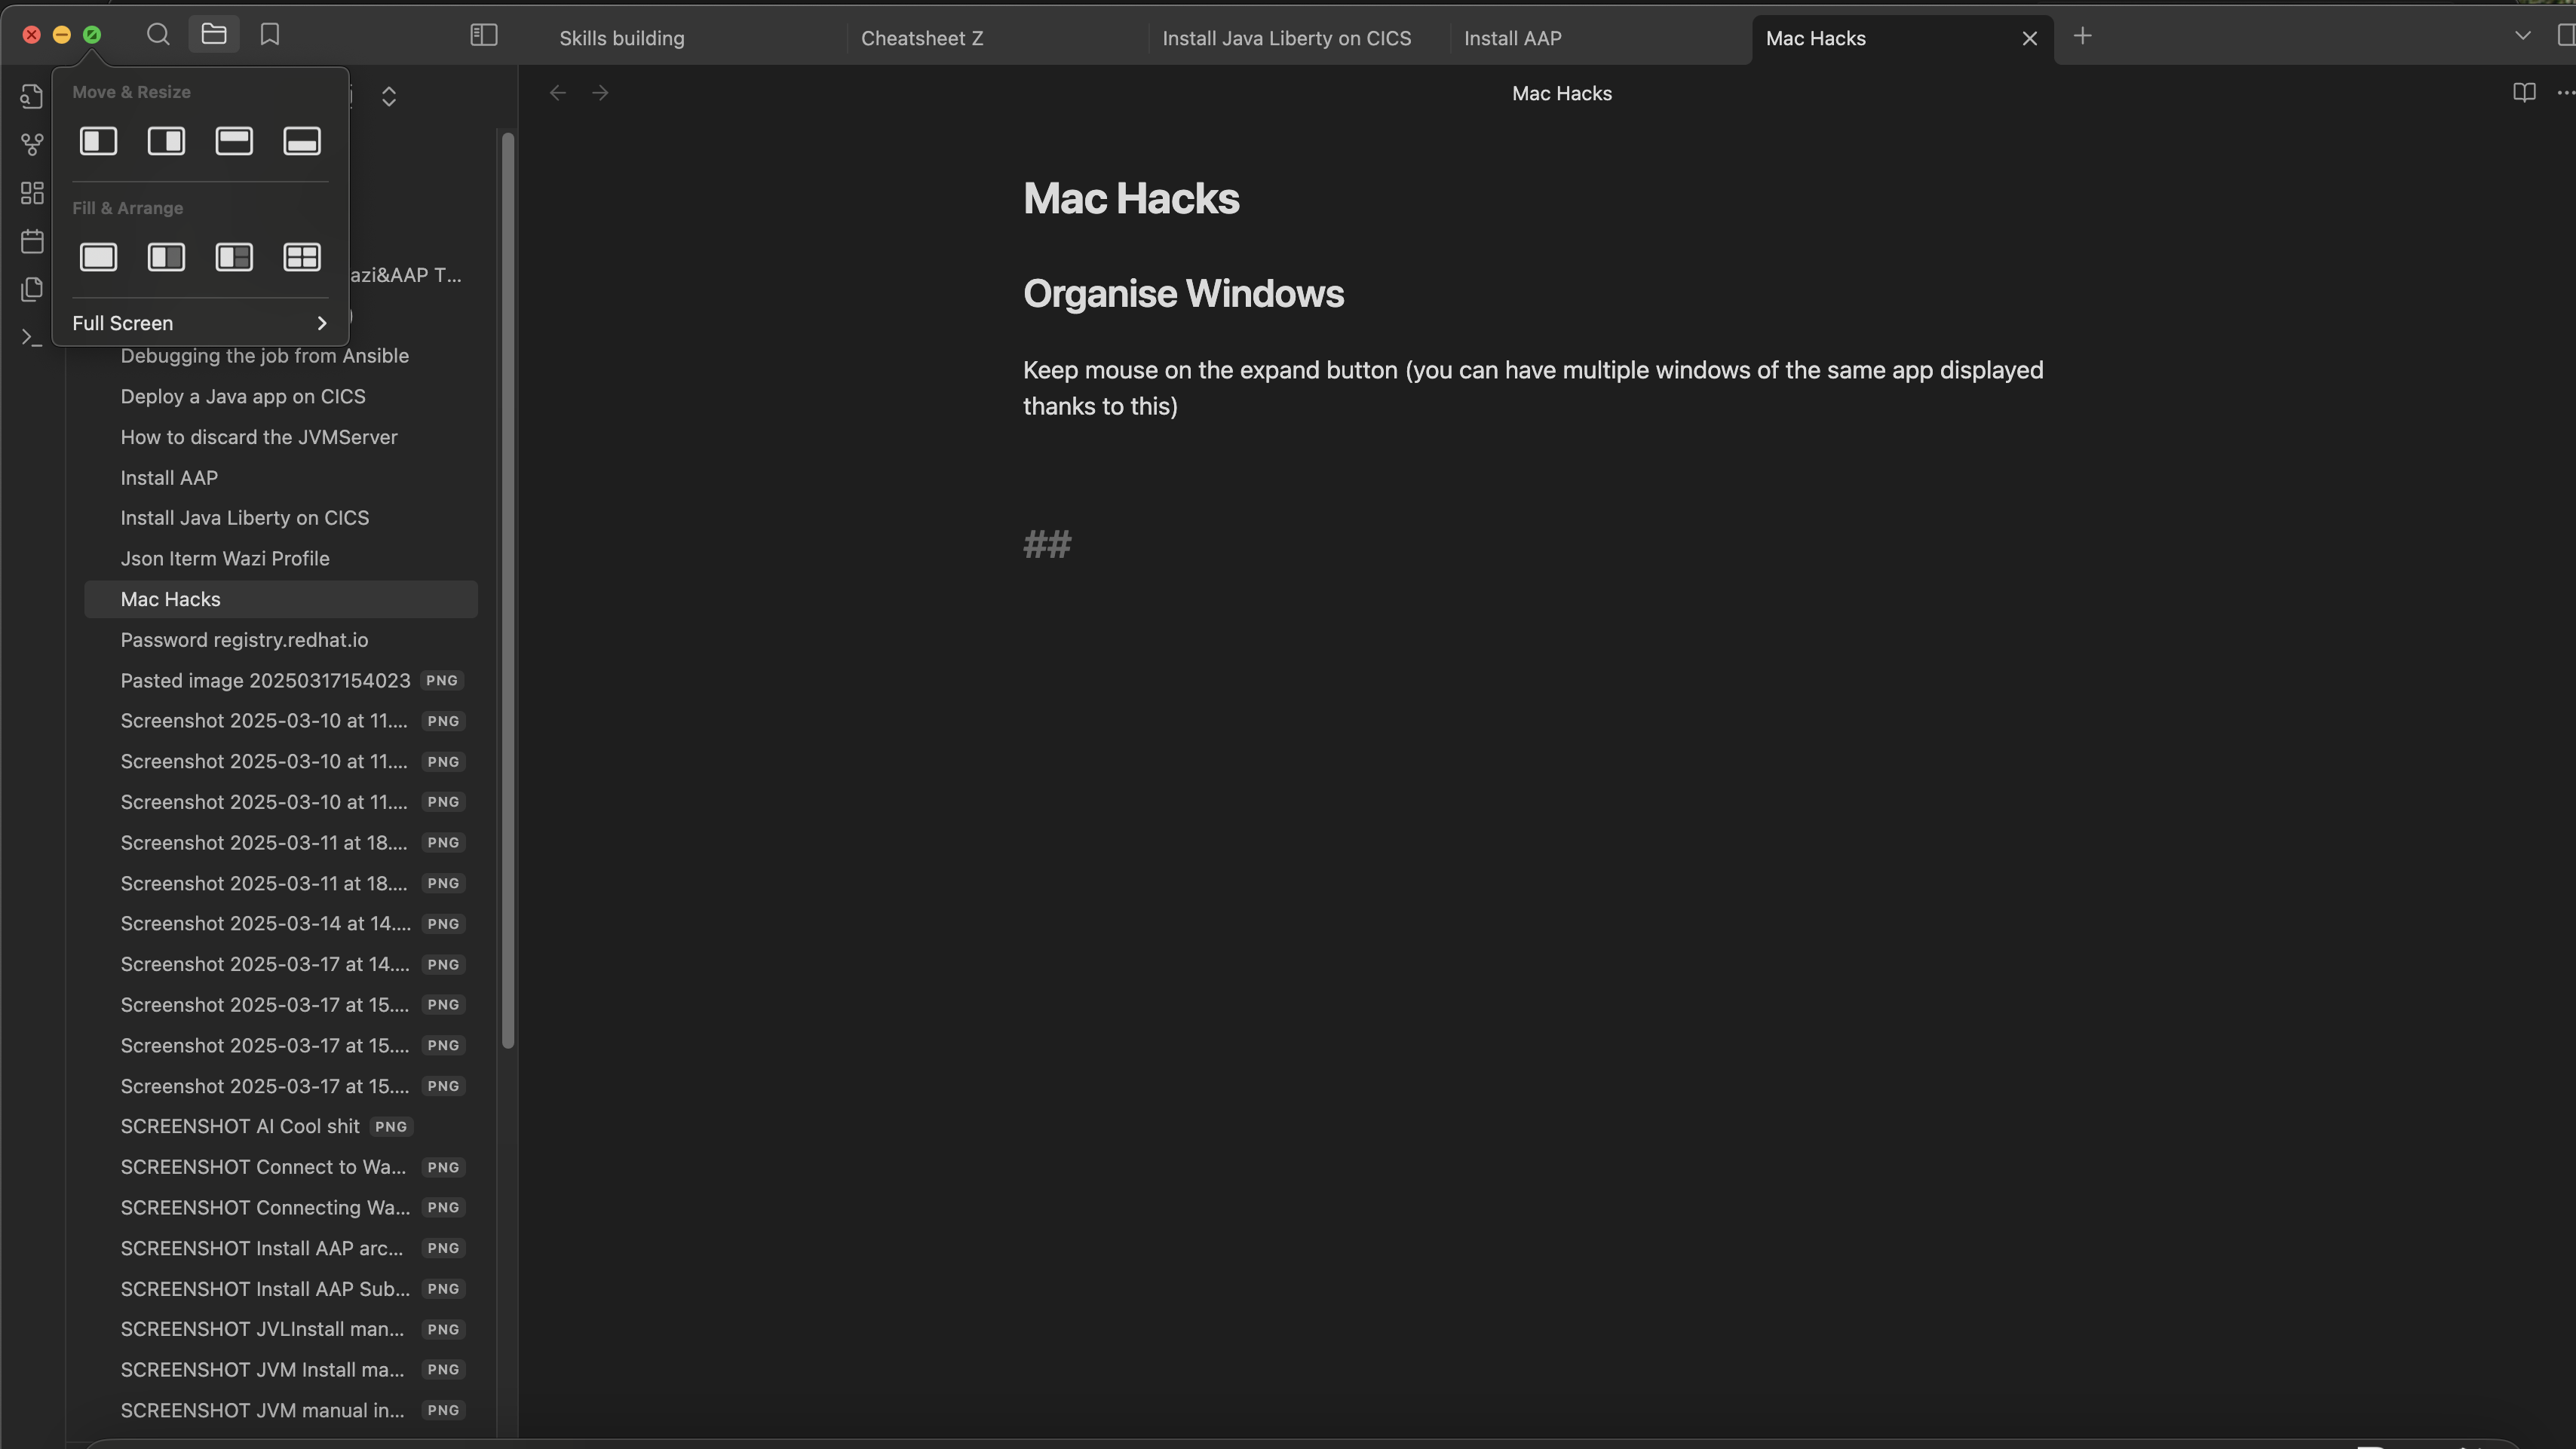 Skills building
Cheatsheet Z
Install Java Liberty on CICS
Install AAP
Mac Hacks
Move & Resize
Fill & Arrange
Full Screen
azi&AAP T...
Debugging the job from Ansible
Deploy a Java app on CICS
How to discard the JVMServer
Install AAP
Install Java Liberty on CICS
Json Iterm Wazi Profile
Mac Hacks
Password registry.redhat.io
Pasted image 20250317154023 PNG
Screenshot 2025-03-10 at 11.... PNG
Screenshot 2025-03-10 at 11.... PNG
Screenshot 2025-03-10 at 11.... PNG
Screenshot 2025-03-11 at 18.... PNG
Screenshot 2025-03-11 at 18.... PNG
Screenshot 2025-03-14 at 14.... PNG
Screenshot 2025-03-17 at 14.... PNG
Screenshot 2025-03-17 at 15.... PNG
Screenshot 2025-03-17 at 15.... PNG
Screenshot 2025-03-17 at 15.... PNG
SCREENSHOT AI Cool shit PNG
SCREENSHOT Connect to Wa... PNG
SCREENSHOT Connecting Wa... PNG
SCREENSHOT Install AAP arc... PNG
SCREENSHOT Install AAP Sub... PNG
SCREENSHOT JVLInstall man... PNG
SCREENSHOT JVM Install ma... PNG
SCREENSHOT JVM manual in... PNG
Mac Hacks
Mac Hacks
Organise Windows
Keep mouse on the expand button (you can have multiple windows of the same app displayed
thanks to this)
##